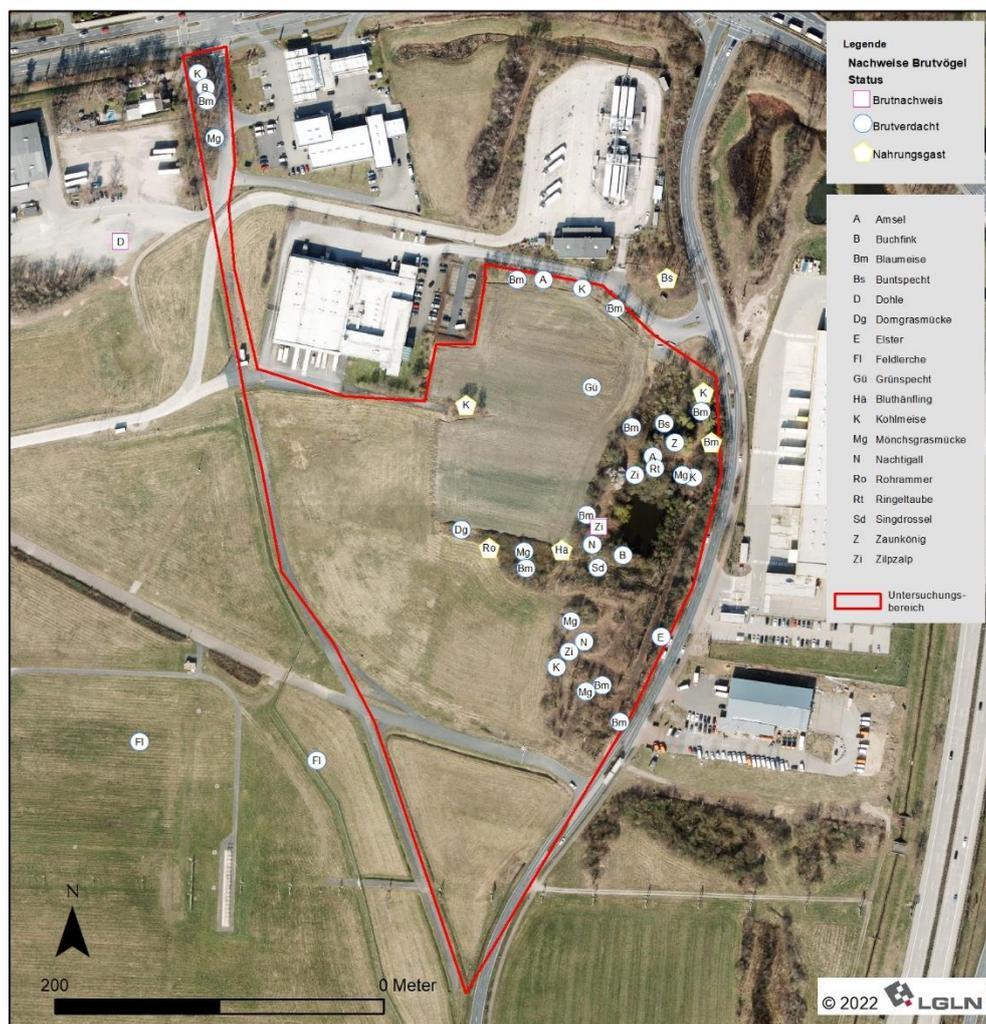 Legende
Nachweise Brutvögel
Status
Brutnachweis
Brutverdacht
Nahrungsgast
A Amsel
B Buchfink
Bm Blaumeise
Bs Buntspecht
D Dohle
Dg Dorngrasmücke
E Elster
Fl Feldlerche
Gü Grünspecht
Hä Bluthänfling
K Kohlmeise
Mg Mönchsgrasmücke
N Nachtigall
Ro Rohrammer
Rt Ringeltaube
Sd Singdrossel
Z Zaunkönig
Zi Zilpzalp
Untersuchungs-
bereich
K
B
Bm
Mg
D
Bm
A
K
Bm
Bs
Gü
K
K
Bm
Bm
Bs
Z
Bm
A
Rt
Zi
Mg
K
Bm
Zi
Dg
Ro
Mg
Bm
Hä
N
B
Sd
Mg
N
E
Zi
K
Bm
Mg
Bm
Fl
Fl
N
200 0 Meter
© 2022 LGLN